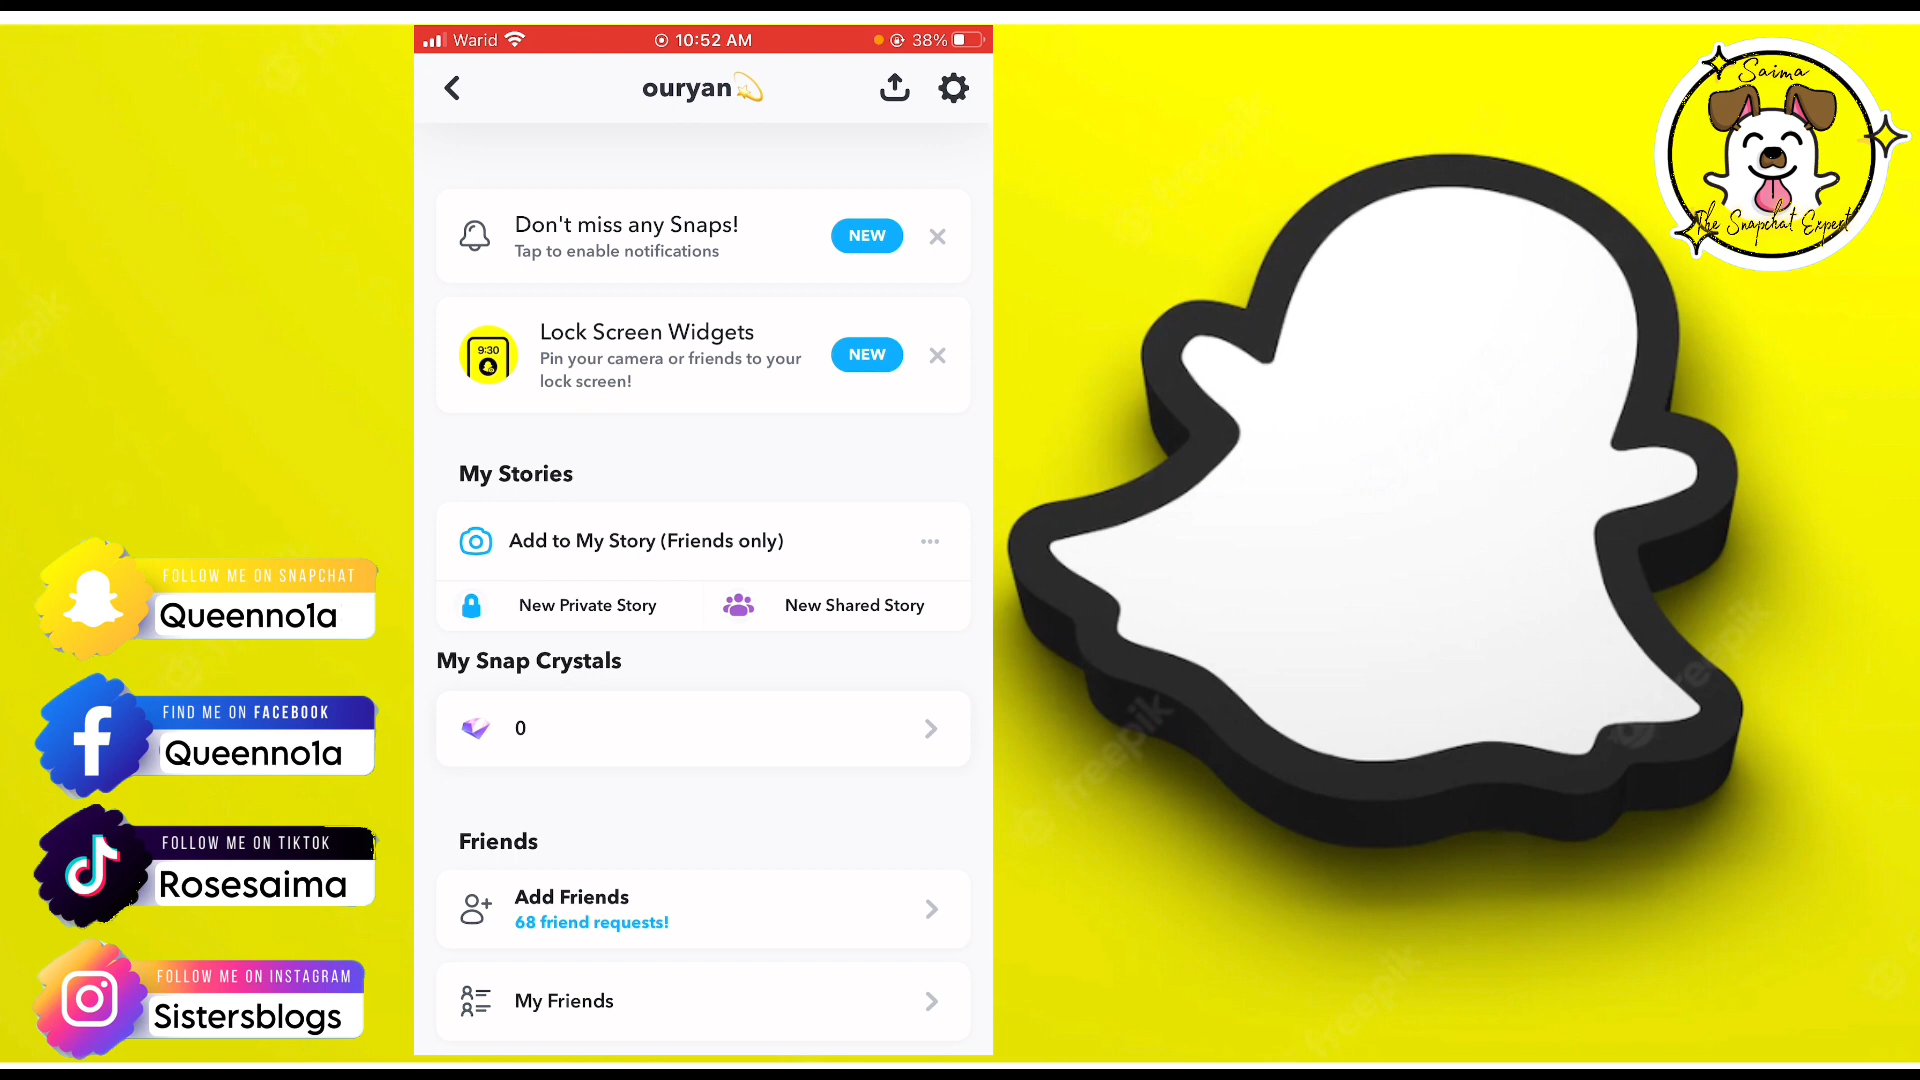 Warid
10:52 AM
38%
ouryan
Don't miss any Snaps!
Tap to enable notifications
NEW
9:30
Lock Screen Widgets
Pin your camera or friends to your
lock screen!
NEW
My Stories
Add to My Story (Friends only)
New Private Story
New Shared Story
My Snap Crystals
0
Friends
Add Friends
68 friend requests!
My Friends
FOLLOW ME ON SNAPCHAT
Queenno1a
FIND ME ON FACEBOOK
Queenno1a
FOLLOW ME ON TIKTOK
Rosesaima
FOLLOW ME ON INSTAGRAM
Sistersblogs
Saima
The Snapchat Expert
freepik
freepik